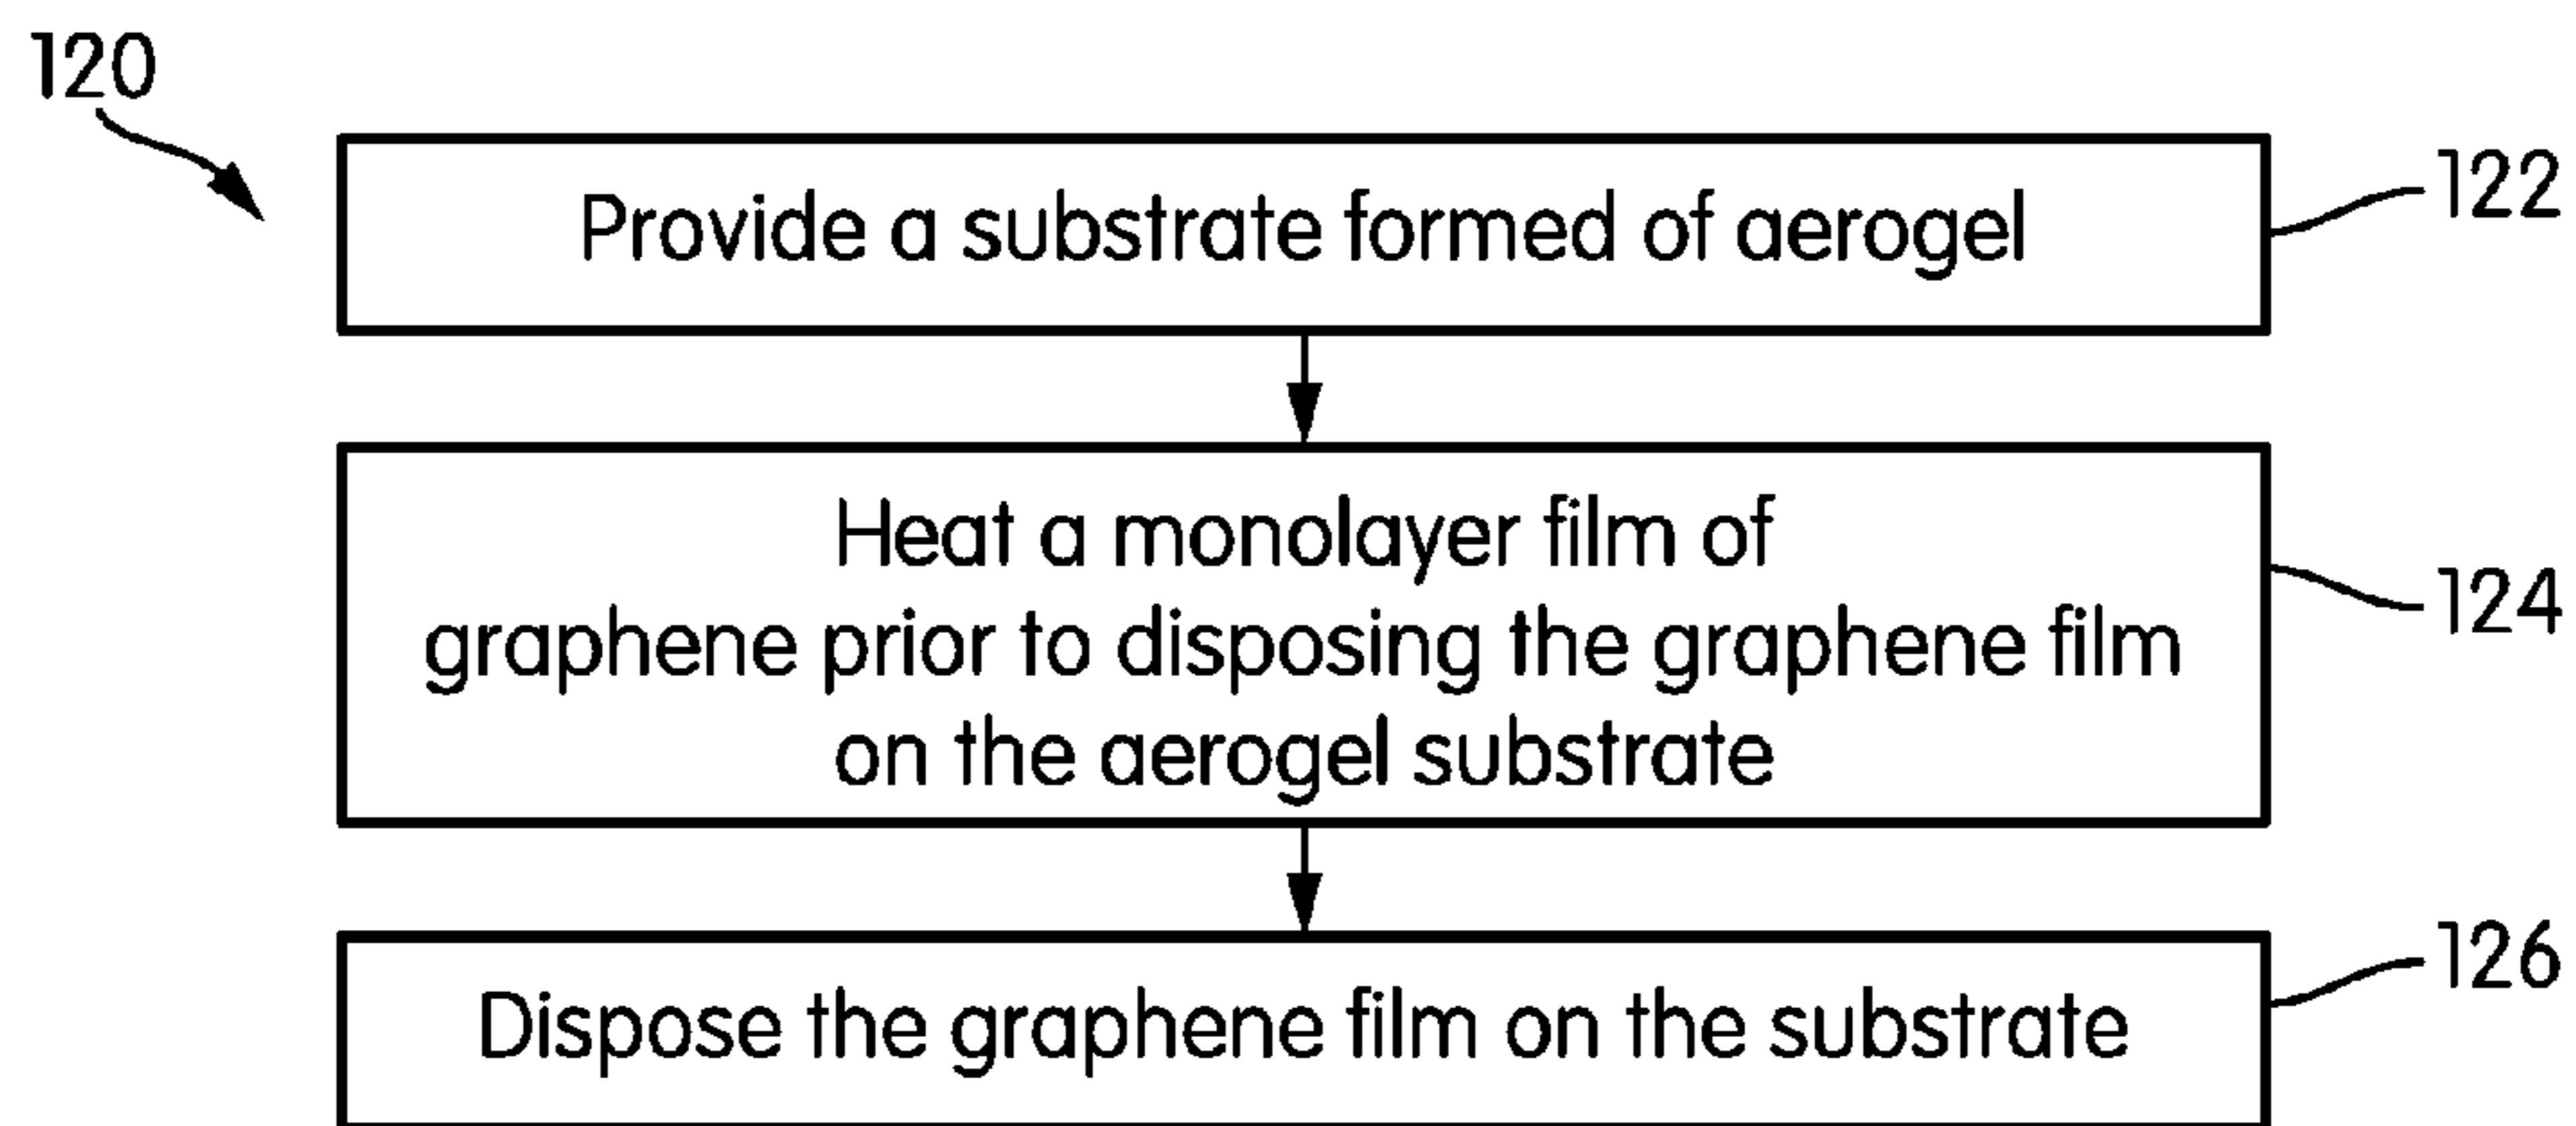 120
Provide a substrate formed of aerogel
122
Heat a monolayer film of
graphene prior to disposing the graphene film
on the aerogel substrate
124
Dispose the graphene film on the substrate
126